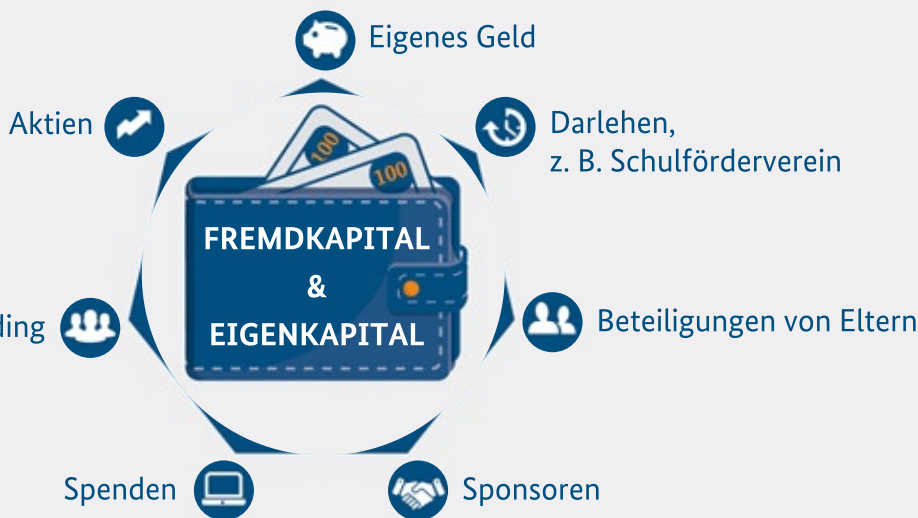 Eigenes Geld
Aktien
Darlehen,
z. B. Schulförderverein
100
100
FREMDKAPITAL
&
EIGENKAPITAL
ding
Beteiligungen von Eltern
Spenden
Sponsoren